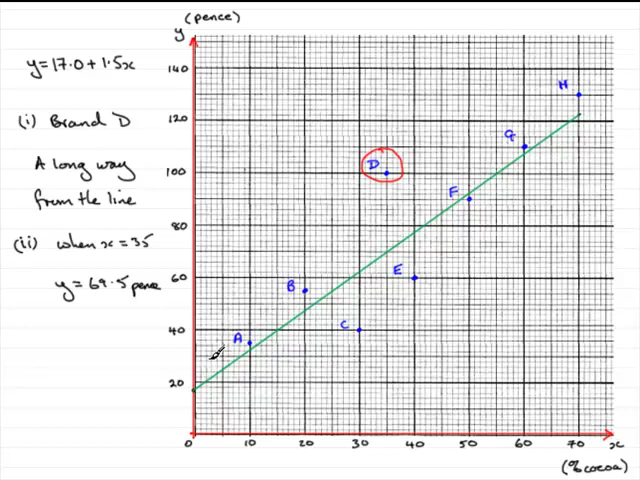 (pence)
y
y=17.0+1.5x
(i) Brand D
A long way
from the line
(ii) when x=35
y=69.5 pence
140
120
100
80
60
40
20
0
10
20
30
40
50
60
70
x
(% cocoa)
A
B
C
D
E
F
G
H